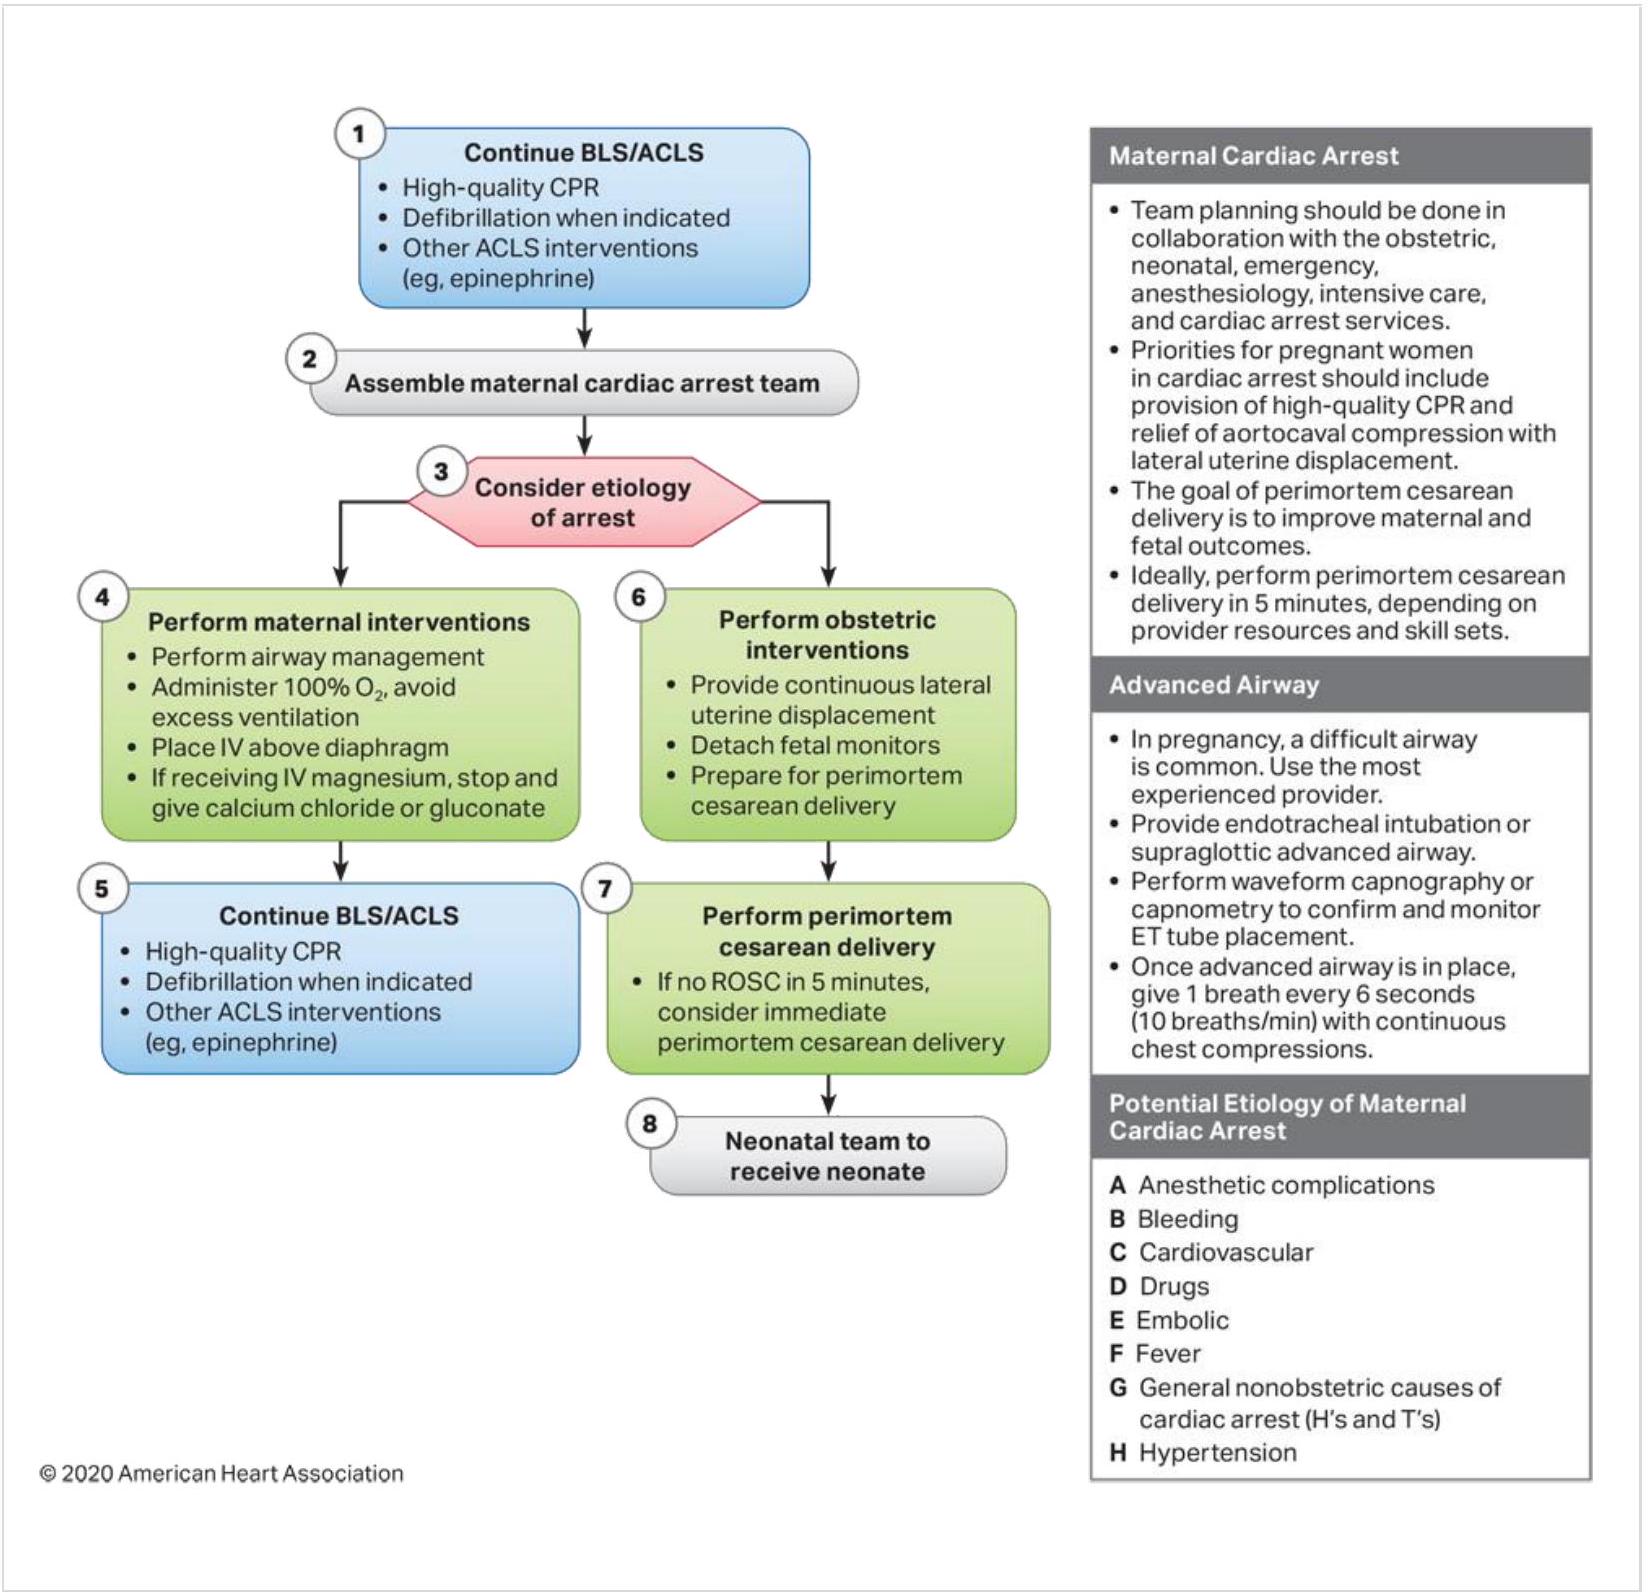 1
Continue BLS/ACLS
• High-quality CPR
• Defibrillation when indicated
• Other ACLS interventions
(eg, epinephrine)
2
Assemble maternal cardiac arrest team
3
Consider etiology
of arrest
4
Perform maternal interventions
• Perform airway management
• Administer 100% O₂, avoid
excess ventilation
• Place IV above diaphragm
• If receiving IV magnesium, stop and
give calcium chloride or gluconate
5
Continue BLS/ACLS
• High-quality CPR
• Defibrillation when indicated
• Other ACLS interventions
(eg, epinephrine)
6
Perform obstetric
interventions
• Provide continuous lateral
uterine displacement
• Detach fetal monitors
• Prepare for perimortem
cesarean delivery
7
Perform perimortem
cesarean delivery
• If no ROSC in 5 minutes,
consider immediate
perimortem cesarean delivery
8
Neonatal team to
receive neonate
Maternal Cardiac Arrest
• Team planning should be done in
collaboration with the obstetric,
neonatal, emergency,
anesthesiology, intensive care,
and cardiac arrest services.
• Priorities for pregnant women
in cardiac arrest should include
provision of high-quality CPR and
relief of aortocaval compression with
lateral uterine displacement.
• The goal of perimortem cesarean
delivery is to improve maternal and
fetal outcomes.
• Ideally, perform perimortem cesarean
delivery in 5 minutes, depending on
provider resources and skill sets.
Advanced Airway
• In pregnancy, a difficult airway
is common. Use the most
experienced provider.
• Provide endotracheal intubation or
supraglottic advanced airway.
• Perform waveform capnography or
capnometry to confirm and monitor
ET tube placement.
• Once advanced airway is in place,
give 1 breath every 6 seconds
(10 breaths/min) with continuous
chest compressions.
Potential Etiology of Maternal
Cardiac Arrest
A Anesthetic complications
B Bleeding
C Cardiovascular
D Drugs
E Embolic
F Fever
G General nonobstetric causes of
cardiac arrest (H's and T's)
H Hypertension
© 2020 American Heart Association